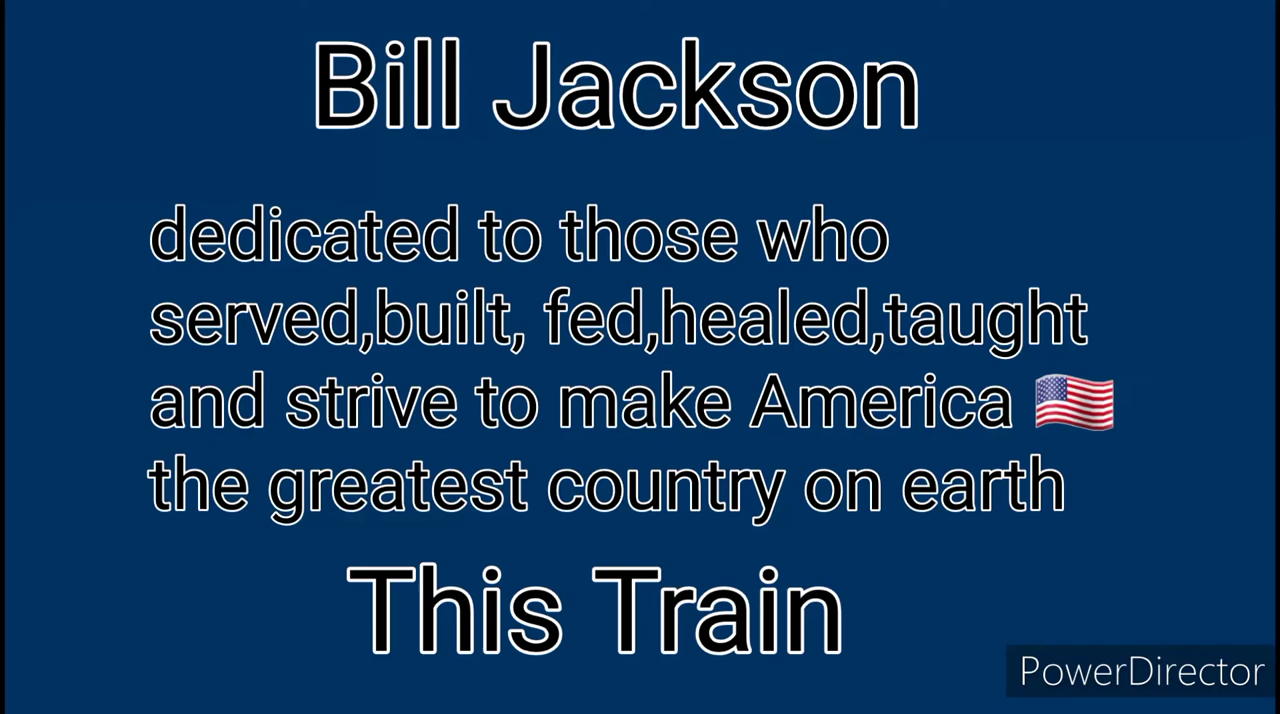 Bill Jackson
dedicated to those who
served,built, fed,healed,taught
and strive to make America 🇺🇸
the greatest country on earth
This Train
PowerDirector